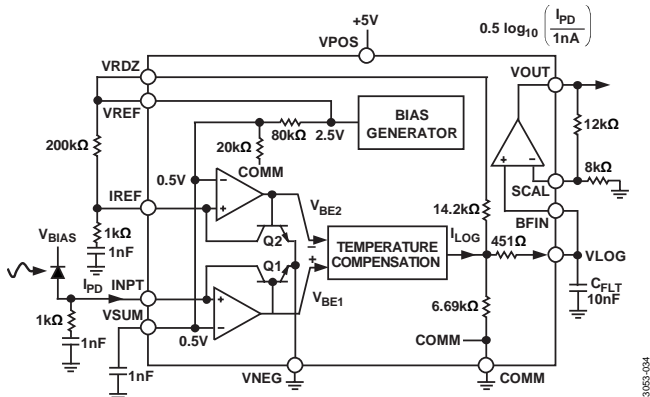 +5V
0.5 log10 (IPD / 1nA)
VPOS
VRDZ
VOUT
VREF
BIAS
GENERATOR
80kΩ
2.5V
20kΩ
COMM
200kΩ
12kΩ
0.5V
8kΩ
SCAL
IREF
VBE2
14.2kΩ
BFIN
1kΩ
1nF
VBIAS
Q2
TEMPERATURE
COMPENSATION
ILOG
451Ω
VLOG
IPD
INPT
Q1
VBE1
CFLT
10nF
1kΩ
VSUM
6.69kΩ
0.5V
1nF
COMM
1nF
VNEG
COMM
3053-034
+
−
+
−
−
+
+
−